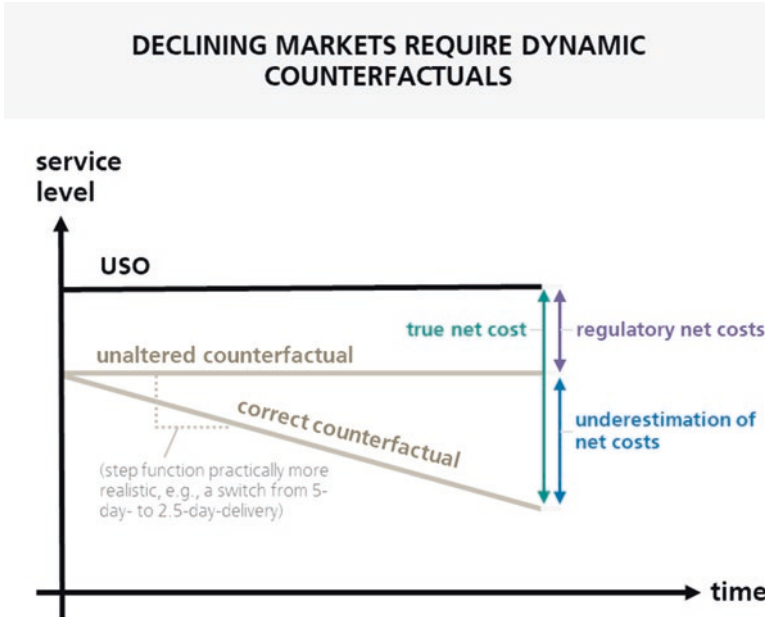 DECLINING MARKETS REQUIRE DYNAMIC
COUNTERFACTUALS
service
level
USO
true net cost
regulatory net costs
unaltered counterfactual
correct counterfactual
underestimation of
net costs
(step function practically more
realistic, e.g., a switch from 5-
day- to 2.5-day-delivery)
time